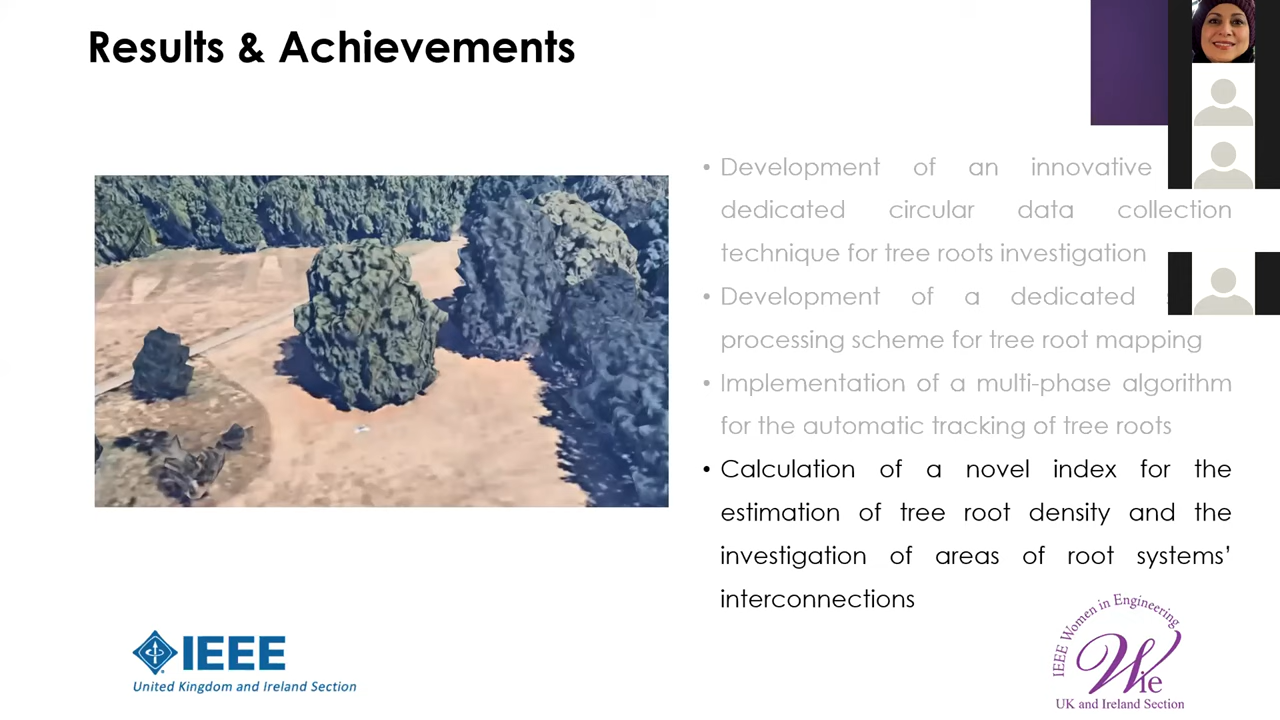 Results & Achievements
• Development of an innovative
dedicated circular data collection
technique for tree roots investigation
• Development of a dedicated
processing scheme for tree root mapping
• Implementation of a multi-phase algorithm
for the automatic tracking of tree roots
• Calculation of a novel index for the
estimation of tree root density and the
investigation of areas of root systems’
interconnections
IEEE
United Kingdom and Ireland Section
IEEE Women in Engineering
Wie
UK and Ireland Section